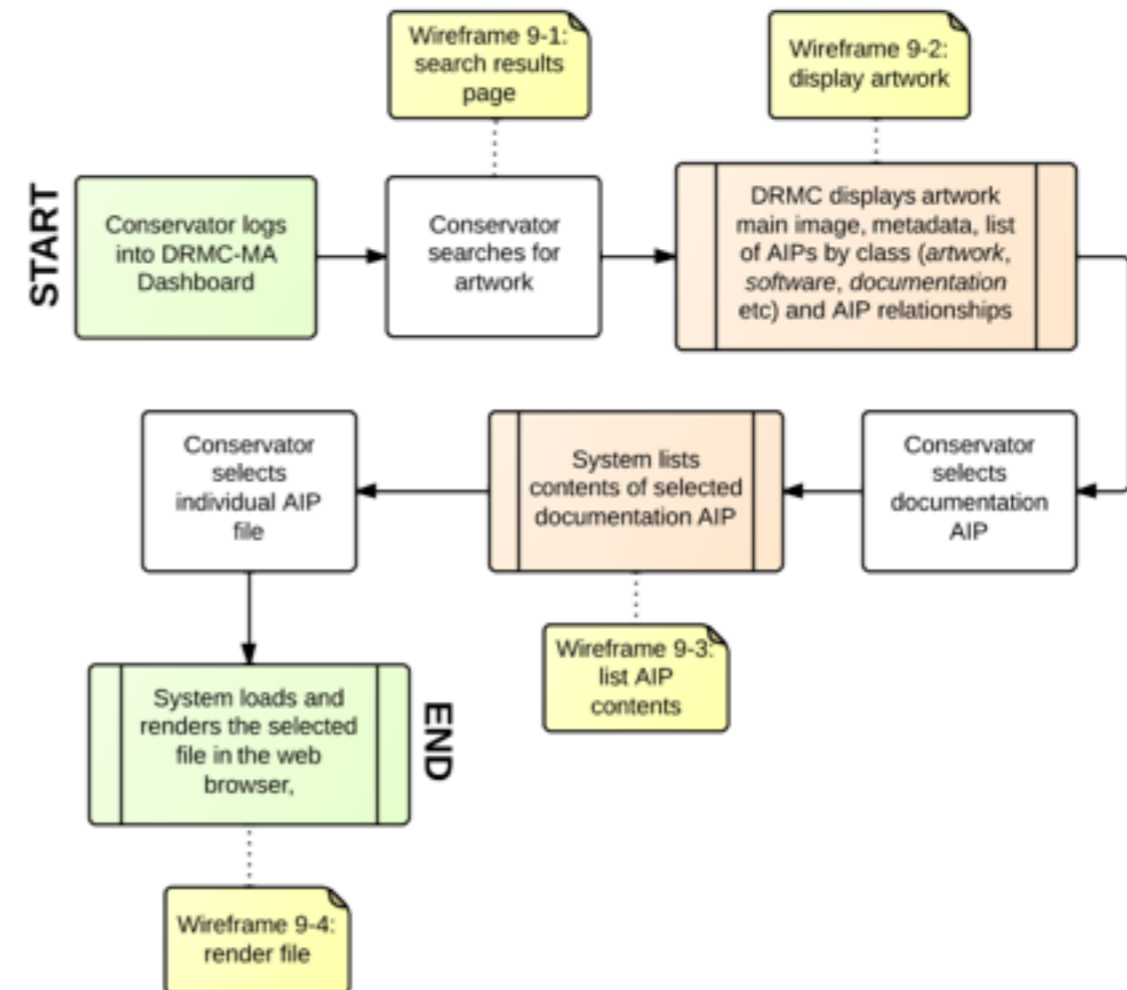 Wireframe 9-1:
search results
page
Wireframe 9-2:
display artwork
START
Conservator logs
into DRMC-MA
Dashboard
Conservator
searches for
artwork
DRMC displays artwork
main image, metadata, list
of AIPs by class (artwork,
software, documentation
etc) and AIP relationships
Conservator
selects
documentation
AIP
System lists
contents of selected
documentation AIP
Conservator
selects
individual AIP
file
Wireframe 9-3:
list AIP
contents
System loads and
renders the selected
file in the web
browser,
END
Wireframe 9-4:
render file